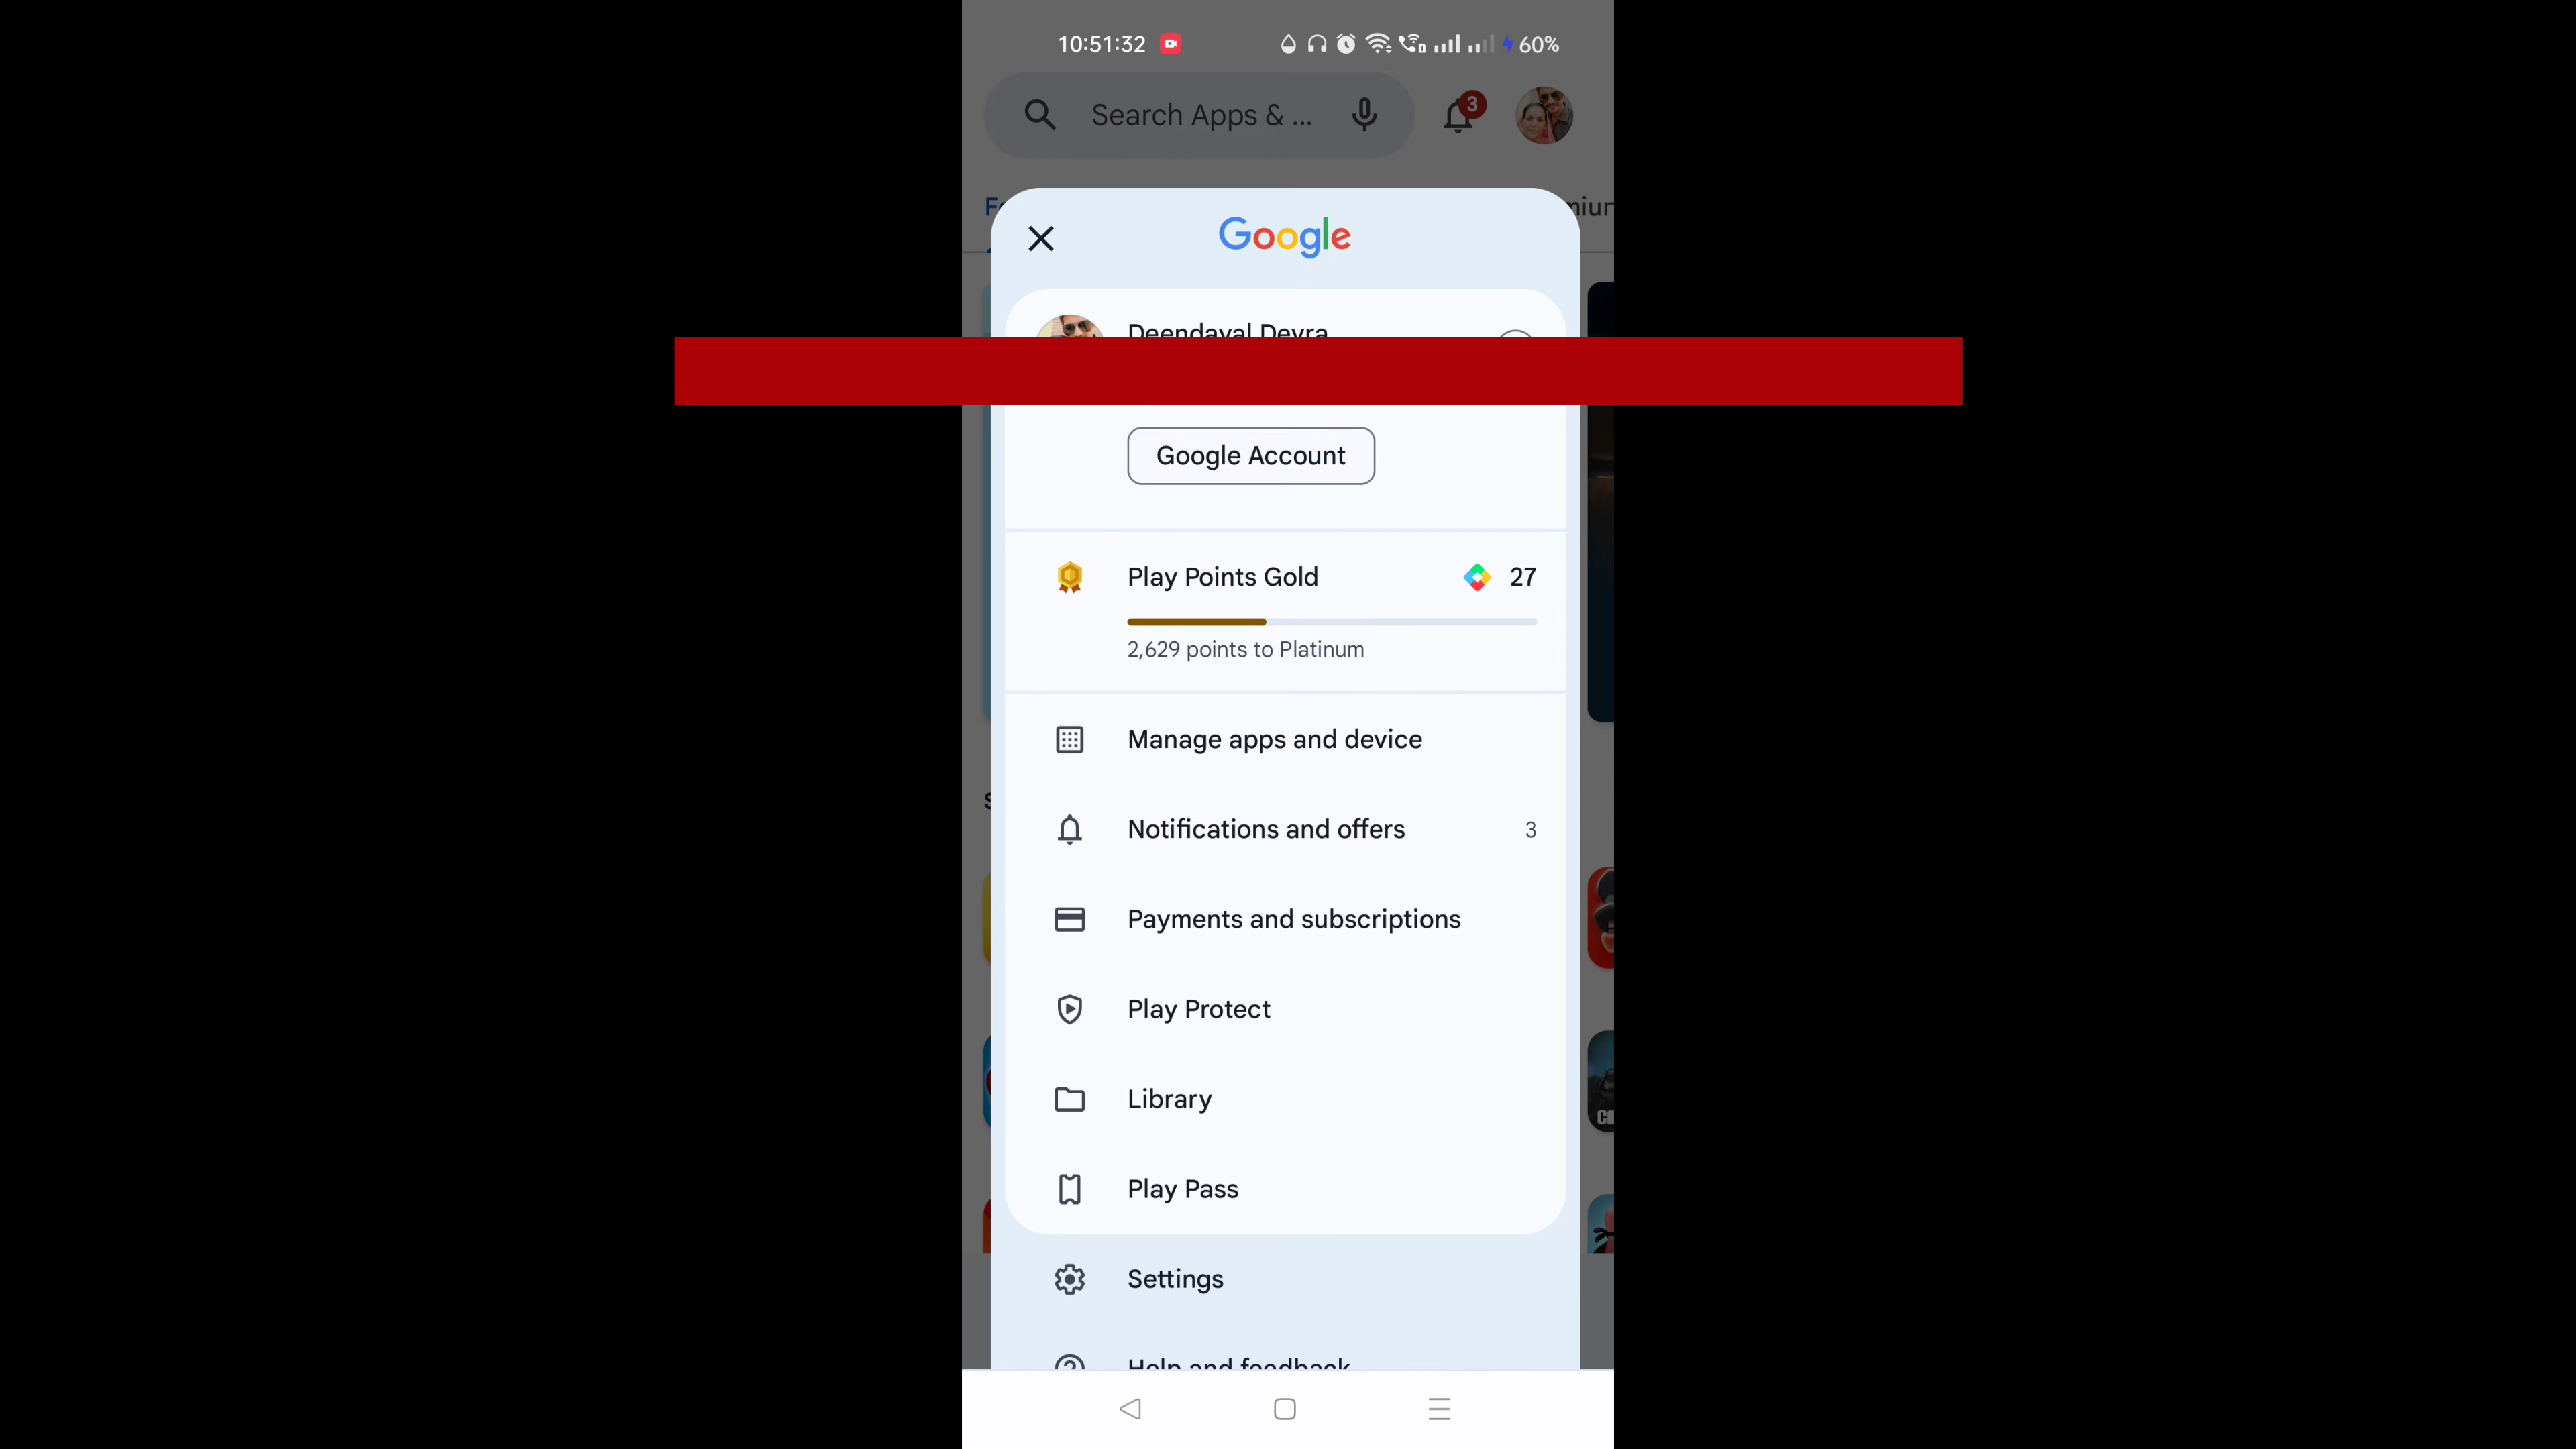 10:51:32
60%
Search Apps & ...
3
Google
Deendayal Devra
Google Account
Play Points Gold
27
2,629 points to Platinum
Manage apps and device
Notifications and offers
3
Payments and subscriptions
Play Protect
Library
Play Pass
Settings
Help and feedback